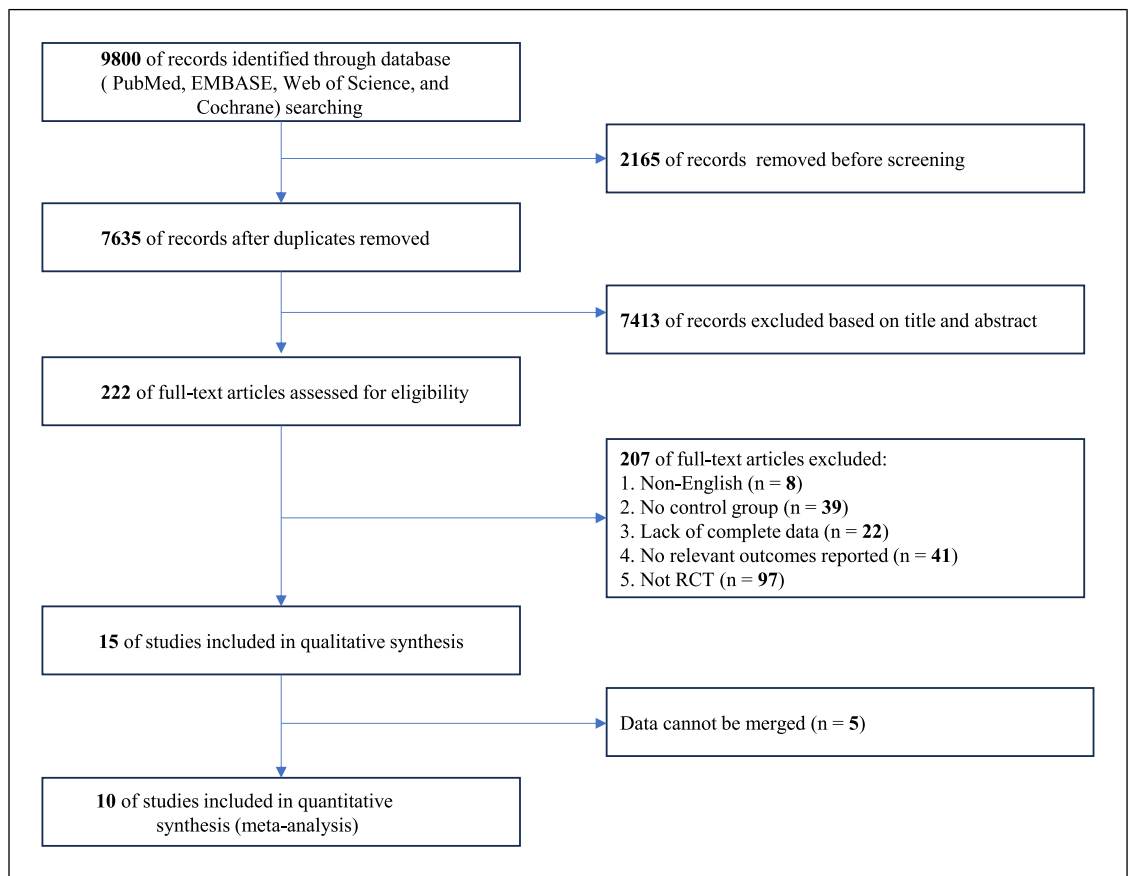 9800 of records identified through database
( PubMed, EMBASE, Web of Science, and
Cochrane) searching
2165 of records removed before screening
7635 of records after duplicates removed
7413 of records excluded based on title and abstract
222 of full-text articles assessed for eligibility
207 of full-text articles excluded:
1. Non-English (n = 8)
2. No control group (n = 39)
3. Lack of complete data (n = 22)
4. No relevant outcomes reported (n = 41)
5. Not RCT (n = 97)
15 of studies included in qualitative synthesis
Data cannot be merged (n = 5)
10 of studies included in quantitative
synthesis (meta-analysis)